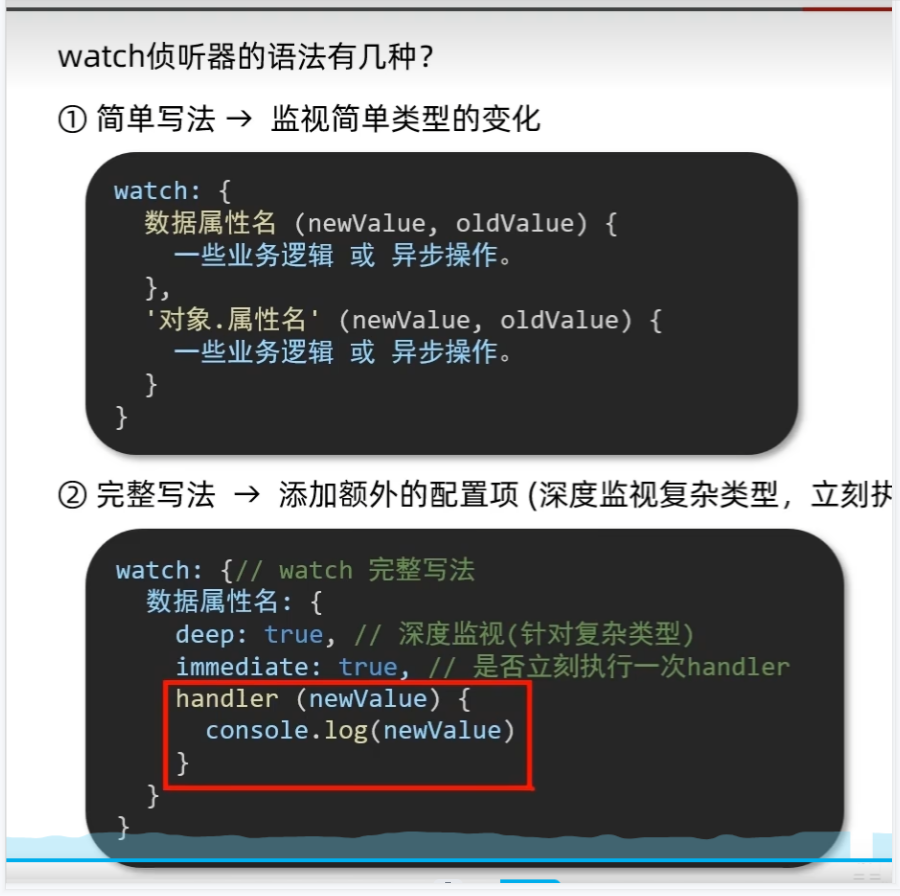 watch侦听器的语法有几种?
① 简单写法 → 监视简单类型的变化
watch: {
数据属性名 (newValue, oldValue) {
一些业务逻辑 或 异步操作。
},
'对象.属性名' (newValue, oldValue) {
一些业务逻辑 或 异步操作。
}
}
② 完整写法 → 添加额外的配置项 (深度监视复杂类型，立刻执
watch: {// watch 完整写法
数据属性名: {
deep: true, // 深度监视(针对复杂类型)
immediate: true, // 是否立刻执行一次handler
handler (newValue) {
console.log(newValue)
}
}
}